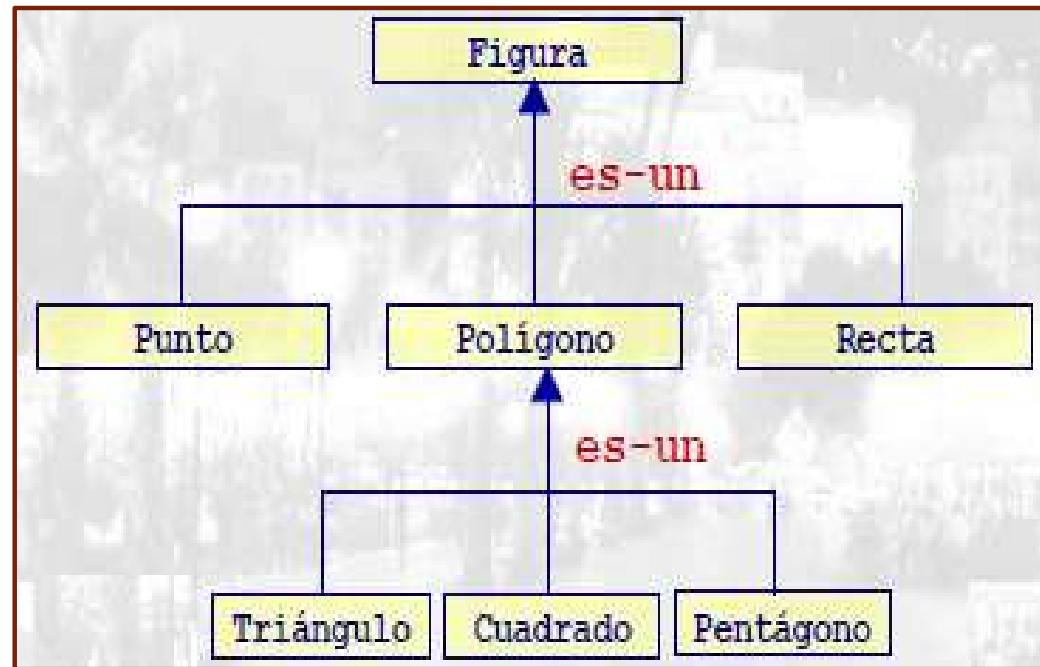 Figura
es-un
Punto Polígono Recta
es-un
Triángulo Cuadrado Pentágono